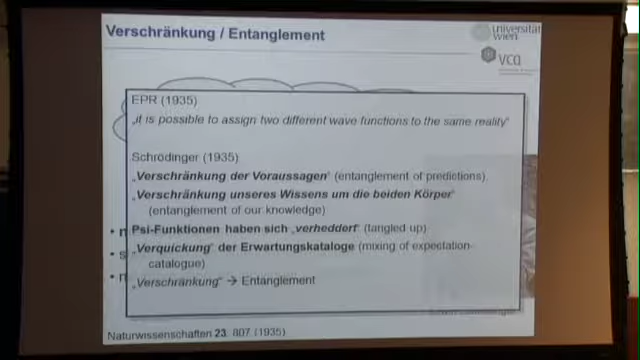 Verschränkung / Entanglement
universität
wien
VCQ
EPR (1935)
„it is possible to assign two different wave functions to the same reality“
Schrödinger (1935)
„Verschränkung der Voraussagen“ (entanglement of predictions),
„Verschränkung unseres Wissens um die beiden Körper“
(entanglement of our knowledge)
Psi-Funktionen haben sich „verheddert“ (tangled up)
„Verquickung“ der Erwartungskataloge (mixing of expectation-
catalogue)
„Verschränkung“ → Entanglement
Naturwissenschaften 23, 807 (1935)